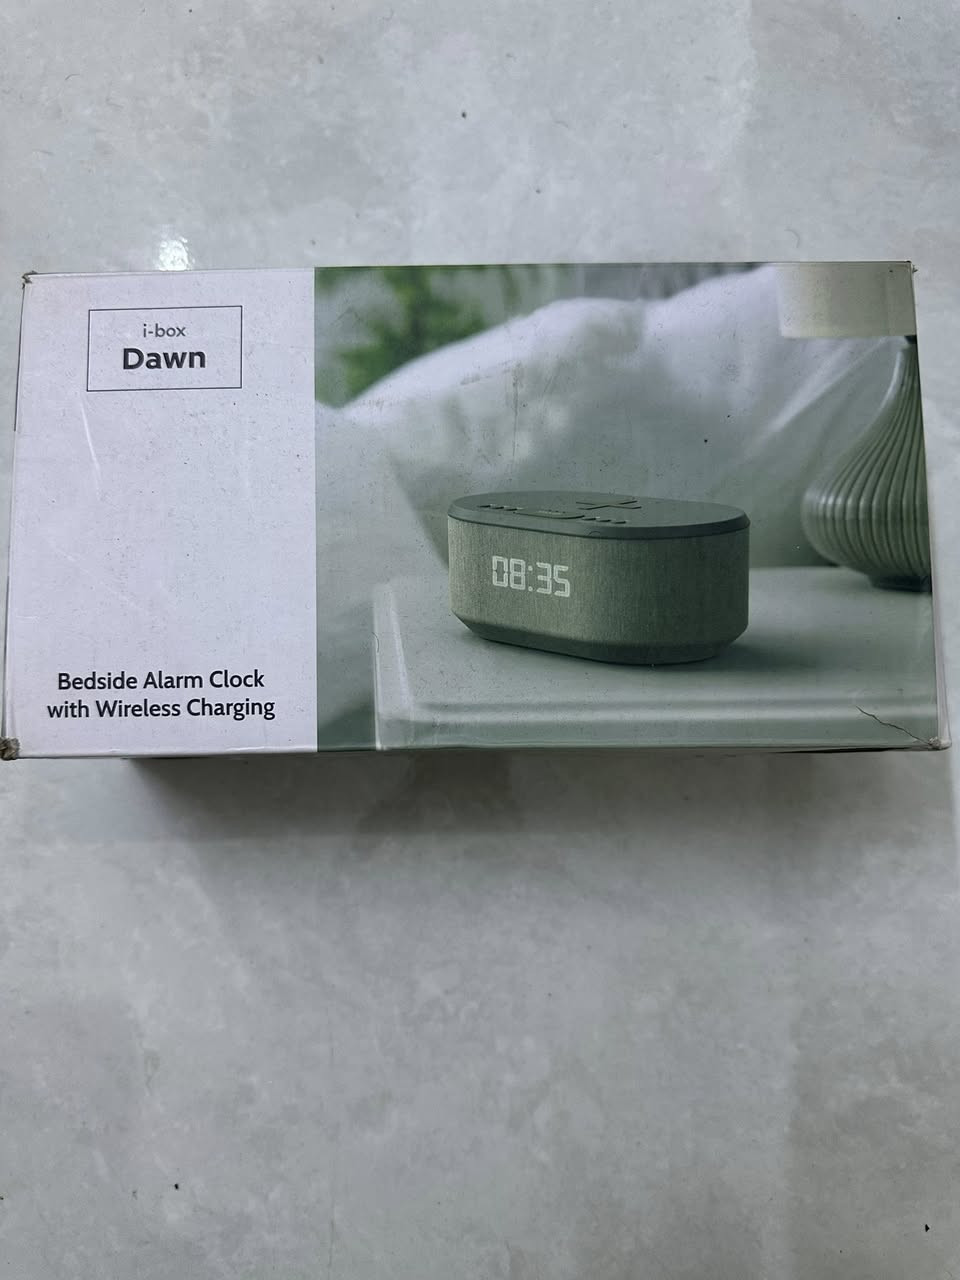 i-box
Dawn
08:35
Bedside Alarm Clock
with Wireless Charging